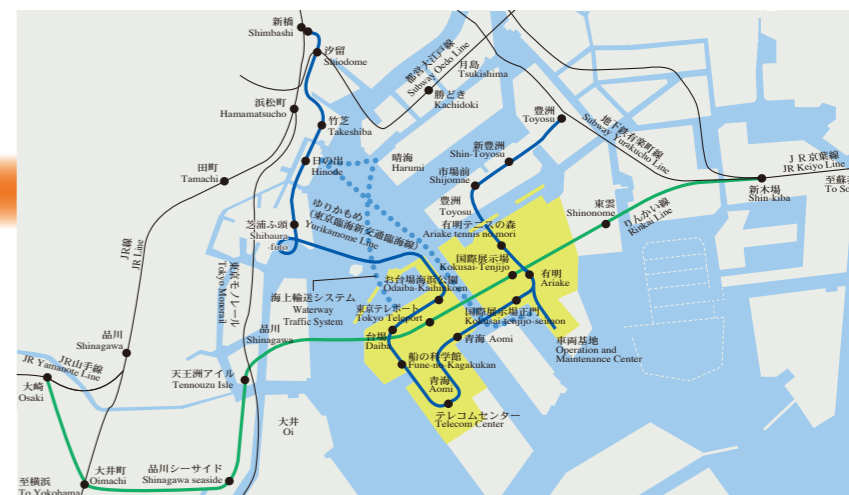 新橋
Shimbashi
汐留
Shiodome
都営大江戸線
Subway Oedo Line
月島
Tsukishima
勝どき
Kachidoki
浜松町
Hamamatsucho
竹芝
Takeshiba
豊洲
Toyosu
地下鉄有楽町線
Subway Yurakucho Line
新豊洲
Shin-Toyosu
日の出
Hinode
晴海
Harumi
市場前
Shijomae
JR京葉線
JR Keiyo Line
田町
Tamachi
新木場
Shin-kiba
至蘇
To So
豊洲
Toyosu
東雲
Shinonome
りんかい線
Rinkai Line
ゆりかもめ
(東京臨海新交通臨海線)
Yurikamome Line
芝浦ふ頭
Shibaura
-futo
有明テニスの森
Ariake tennis no mori
JR線
JR Line
東京モノレール
Tokyo Monorail
国際展示場
Kokusai-Tenjijo
有明
Ariake
お台場海浜公園
Odaiba-Kaihinkoen
海上輸送システム
Waterway
Traffic System
東京テレポート
Tokyo Teleport
国際展示場正門
Kokusai-tenjijo-seimon
品川
Shinagawa
品川
Shinagawa
台場
Daiba
青海 Aomi
車両基地
Operation and
Maintenance Center
JR山手線
JR Yamanote Line
船の科学館
Fune-no-Kagakukan
天王洲アイル
Tennouzu Isle
大崎
Osaki
青海
Aomi
テレコムセンター
Telecom Center
大井
Oi
大井町
Oimachi
品川シーサイド
Shinagawa seaside
至横浜
To Yokohama